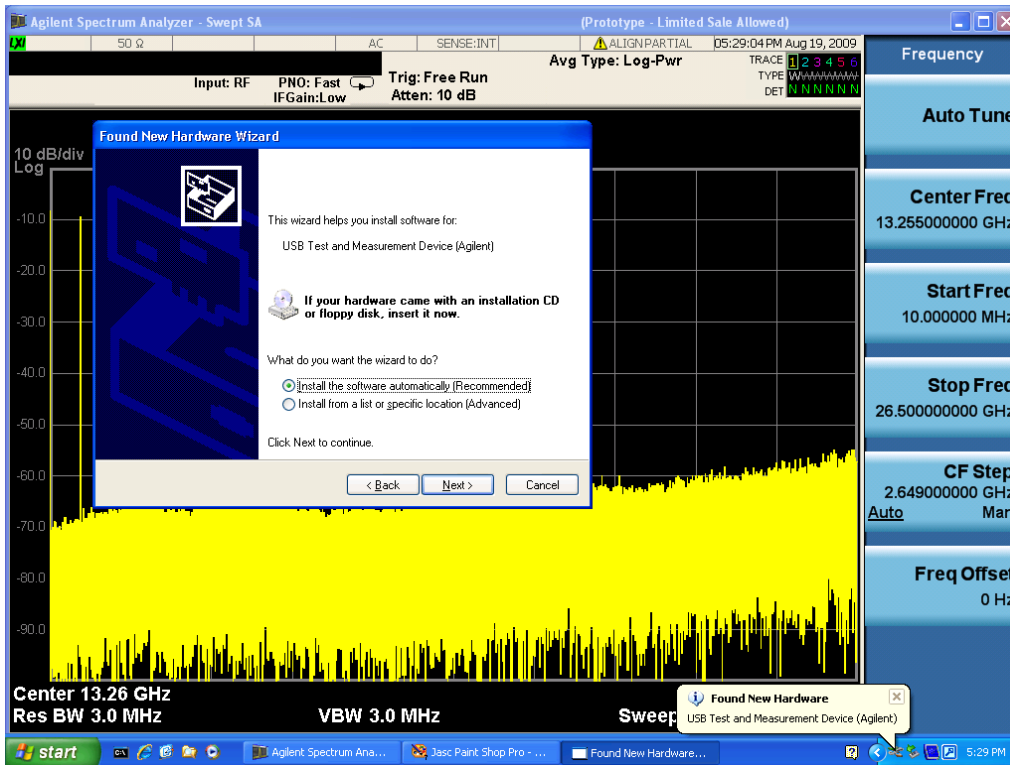 Agilent Spectrum Analyzer - Swept SA (Prototype - Limited Sale Allowed)
LXI 50 Ω AC SENSE:INT ALIGN PARTIAL 05:29:04 PM Aug 19, 2009
Input: RF PNO: Fast Trig: Free Run Avg Type: Log-Pwr
IFGain:Low Atten: 10 dB
TRACE 1 2 3 4 5 6
TYPE WWWWWWW
DET N N N N N N
10 dB/div
Log
-10.0
-20.0
-30.0
-40.0
-50.0
-60.0
-70.0
-80.0
-90.0
Found New Hardware Wizard
This wizard helps you install software for:
USB Test and Measurement Device (Agilent)
If your hardware came with an installation CD
or floppy disk, insert it now.
What do you want the wizard to do?
Install the software automatically (Recommended)
Install from a list or specific location (Advanced)
Click Next to continue.
< Back Next > Cancel
Center 13.26 GHz
Res BW 3.0 MHz VBW 3.0 MHz Sweep
Frequency
Auto Tune
Center Freq
13.255000000 GHz
Start Freq
10.000000 MHz
Stop Freq
26.500000000 GHz
CF Step
2.649000000 GHz
Auto Man
Freq Offset
0 Hz
Found New Hardware
USB Test and Measurement Device (Agilent)
start Agilent Spectrum Ana... Jasc Paint Shop Pro - ... Found New Hardware... 5:29 PM